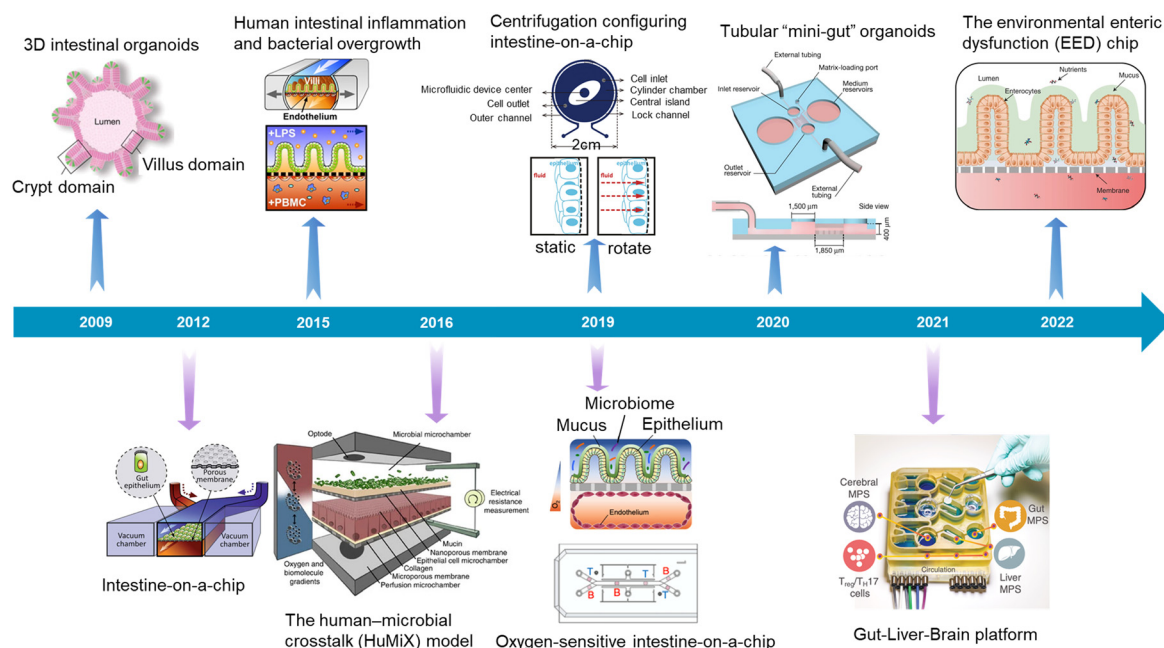 3D intestinal organoids
Lumen
Villus domain
Crypt domain
Human intestinal inflammation
and bacterial overgrowth
Villi
Endothelium
+LPS
+PBMC
Centrifugation configuring
intestine-on-a-chip
Microfluidic device center
Cell outlet
Outer channel
Cell inlet
Cylinder chamber
Central island
Lock channel
2cm
epithelium
fluid
epithelium
fluid
static
rotate
Tubular “mini-gut” organoids
External tubing
Matrix-loading port
Inlet reservoir
Medium
reservoirs
Outlet
reservoir
External
tubing
1,500 µm
Side view
400 µm
1,850 µm
The environmental enteric
dysfunction (EED) chip
Lumen
Nutrients
Mucus
Enterocytes
Membrane
2009
2012
2015
2016
2019
2020
2021
2022
Gut
epithelium
Porous
membrane
Vacuum
chamber
Vacuum
chamber
Intestine-on-a-chip
Optode
Microbial microchamber
Electrical
resistance
measurement
Mucin
Nanoporous membrane
Epithelial cell microchamber
Collagen
Microporous membrane
Perfusion microchamber
Oxygen and
biomolecule
gradients
The human–microbial
crosstalk (HuMiX) model
Microbiome
Mucus
Epithelium
Endothelium
T
T
B
B
B
T
Oxygen-sensitive intestine-on-a-chip
Cerebral
MPS
Gut
MPS
Treg/TH17
cells
Circulation
Liver
MPS
Gut-Liver-Brain platform